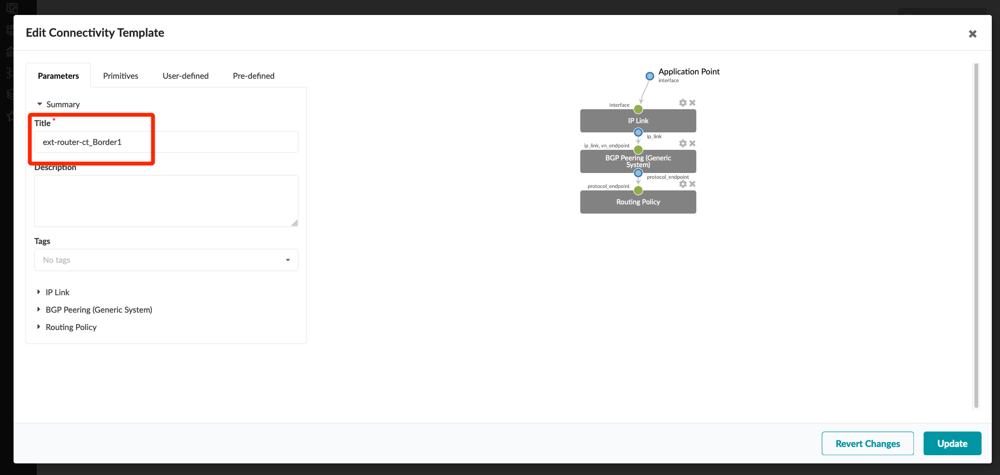 Edit Connectivity Template
Parameters
Primitives
User-defined
Pre-defined
Summary
Title *
ext-router-ct_Border1
Description
Tags
No tags
IP Link
BGP Peering (Generic System)
Routing Policy
Application Point
interface
interface
IP Link
ip_link
ip_link, vn_endpoint
BGP Peering (Generic
System)
protocol_endpoint
protocol_endpoint
Routing Policy
Revert Changes
Update